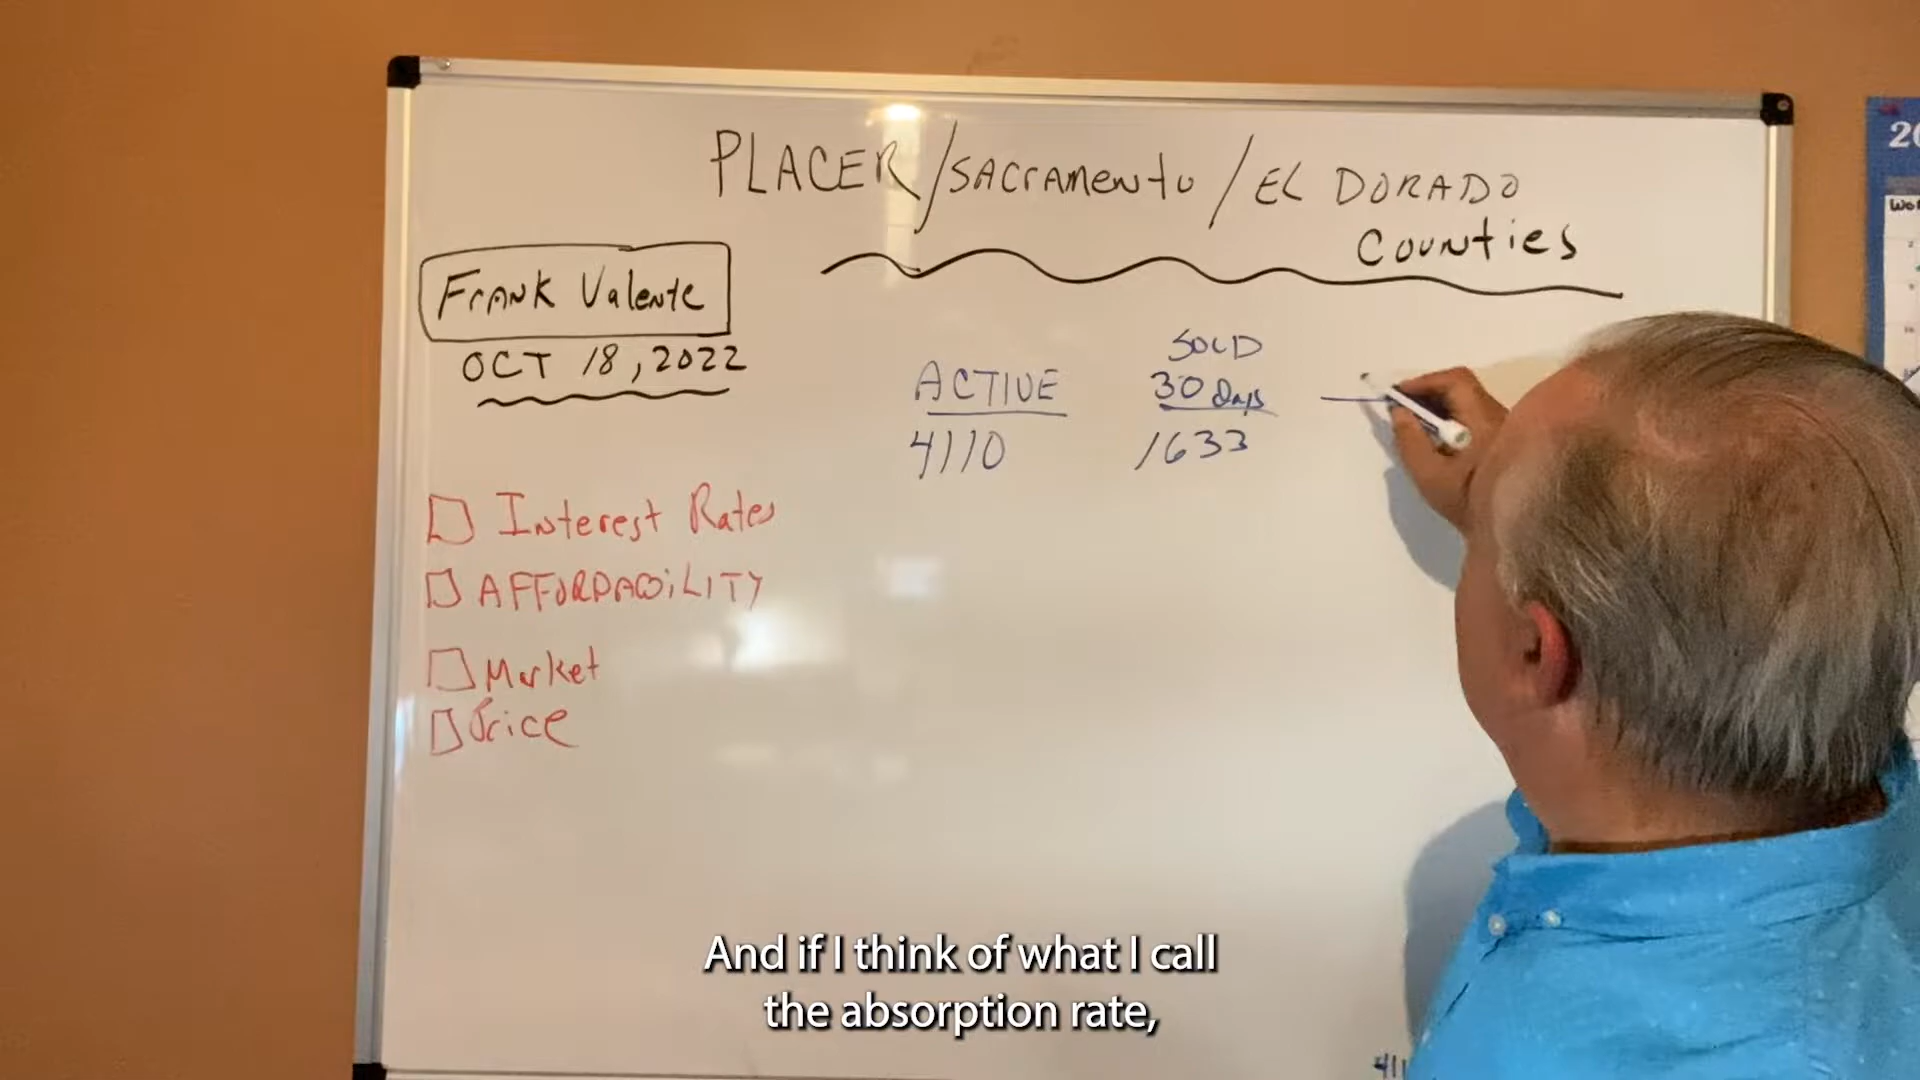 PLACER/SACramento/EL DORADO
Counties
Frank Valente
OCT 18, 2022
ACTIVE
4110
SOLD
30 Days
1633
Interest Rates
AFFORDABiLITY
Market
Price
And if I think of what I call
the absorption rate,